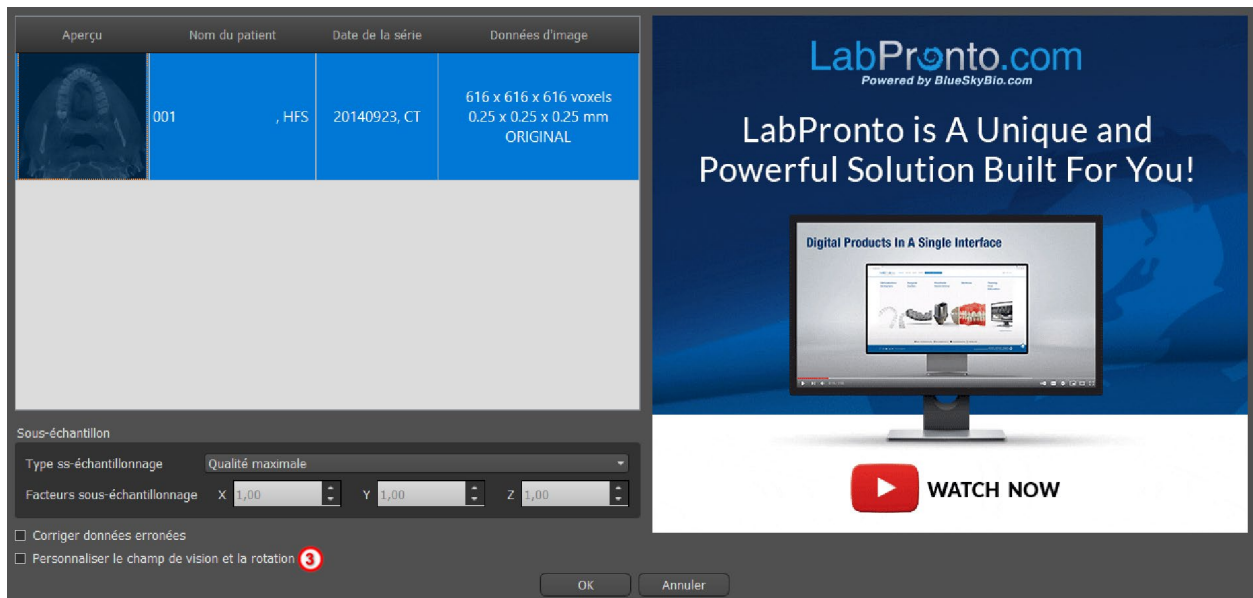 Aperçu
Nom du patient
Date de la série
Données d'image
001 , HFS
20140923, CT
616 x 616 x 616 voxels
0.25 x 0.25 x 0.25 mm
ORIGINAL
Sous-échantillon
Type ss-échantillonnage Qualité maximale
Facteurs sous-échantillonnage X 1,00 Y 1,00 Z 1,00
Corriger données erronées
Personnaliser le champ de vision et la rotation 3
OK Annuler
LabPronto.com
Powered by BlueSkyBio.com
LabPronto is A Unique and
Powerful Solution Built For You!
Digital Products In A Single Interface
WATCH NOW